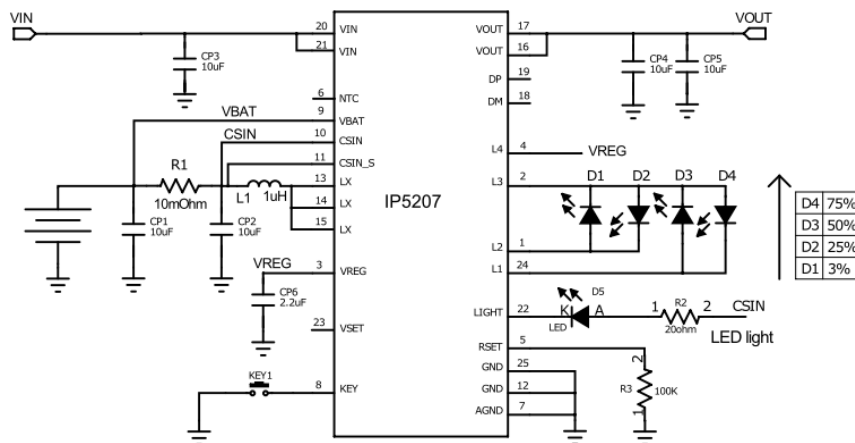 VIN
20
VIN
21
VIN
CP3
10uF
6
NTC
VBAT
9
VBAT
CSIN
10
CSIN
11
CSIN_S
R1
10mOhm
L1
1uH
13
LX
14
LX
15
LX
CP1
10uF
CP2
10uF
VREG
3
VREG
CP6
2.2uF
23
VSET
KEY1
8
KEY
IP5207
VOUT
17
VOUT
VOUT
16
CP4
10uF
CP5
10uF
DP
19
DM
18
L4
4
VREG
L3
2
D1
D2
D3
D4
L2
1
L1
24
D4 75%
D3 50%
D2 25%
D1 3%
LIGHT
22
K
A
D5
LED
1
R2
2
20ohm
CSIN
LED light
RSET
5
2
R3
100K
1
GND
25
GND
12
AGND
7